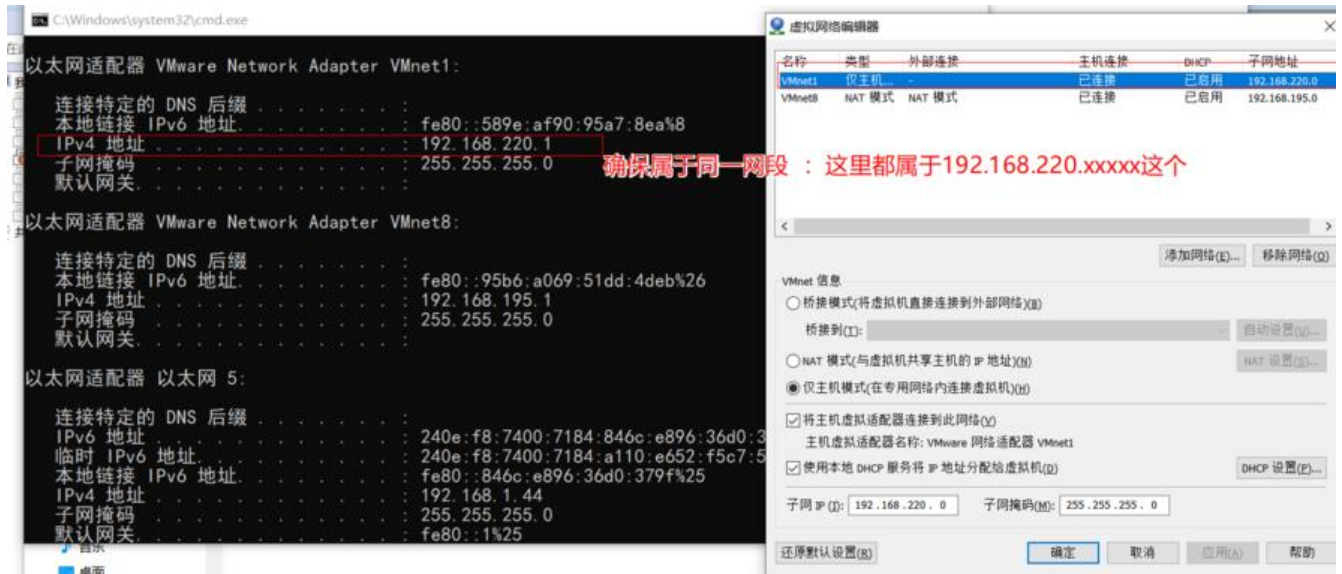 C:\Windows\system32\cmd.exe
以太网适配器 VMware Network Adapter VMnet1:
连接特定的 DNS 后缀 . . . . . . . :
本地链接 IPv6 地址. . . . . . . . : fe80::589e:af90:95a7:8ea%8
IPv4 地址 . . . . . . . . . . . . : 192.168.220.1
子网掩码 . . . . . . . . . . . . : 255.255.255.0
默认网关. . . . . . . . . . . . . :
以太网适配器 VMware Network Adapter VMnet8:
连接特定的 DNS 后缀 . . . . . . . :
本地链接 IPv6 地址. . . . . . . . : fe80::95b6:a069:51dd:4deb%26
IPv4 地址 . . . . . . . . . . . . : 192.168.195.1
子网掩码 . . . . . . . . . . . . : 255.255.255.0
默认网关. . . . . . . . . . . . . :
以太网适配器 以太网 5:
连接特定的 DNS 后缀 . . . . . . . :
IPv6 地址 . . . . . . . . . . . . : 240e:f8:7400:7184:846c:e896:36d0:3
临时 IPv6 地址. . . . . . . . . . : 240e:f8:7400:7184:a110:e652:f5c7:5
本地链接 IPv6 地址. . . . . . . . : fe80::846c:e896:36d0:379f%25
IPv4 地址 . . . . . . . . . . . . : 192.168.1.44
子网掩码 . . . . . . . . . . . . : 255.255.255.0
默认网关. . . . . . . . . . . . . : fe80::1%25
音乐
桌面
确保属于同一网段 ：这里都属于192.168.220.xxxxx这个
虚拟网络编辑器
名称 类型 外部连接 主机连接 DHCP 子网地址
VMnet1 仅主机... - 已连接 已启用 192.168.220.0
VMnet8 NAT 模式 NAT 模式 已连接 已启用 192.168.195.0
添加网络(E)... 移除网络(O)
VMnet 信息
桥接模式(将虚拟机直接连接到外部网络)(B)
桥接到(T): 自动设置(U)...
NAT 模式(与虚拟机共享主机的 IP 地址)(N) NAT 设置(S)...
仅主机模式(在专用网络内连接虚拟机)(H)
将主机虚拟适配器连接到此网络(V)
主机虚拟适配器名称: VMware 网络适配器 VMnet1
使用本地 DHCP 服务将 IP 地址分配给虚拟机(D) DHCP 设置(P)...
子网 IP (I): 192.168.220.0 子网掩码(M): 255.255.255.0
还原默认设置(R) 确定 取消 应用(A) 帮助